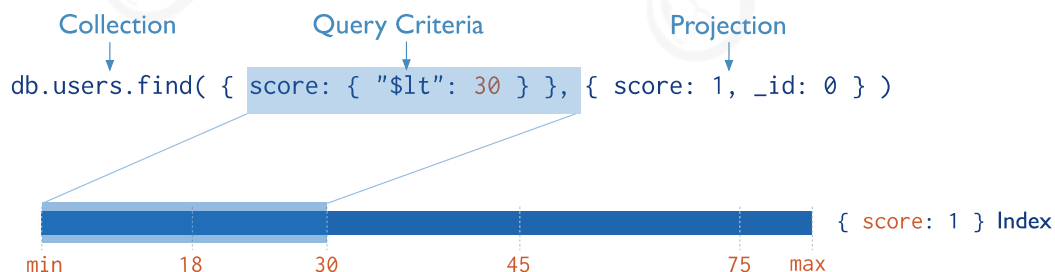 Collection Query Criteria Projection
db.users.find( { score: { "$lt": 30 } }, { score: 1, _id: 0 } )
{ score: 1 } Index
min 18 30 45 75 max